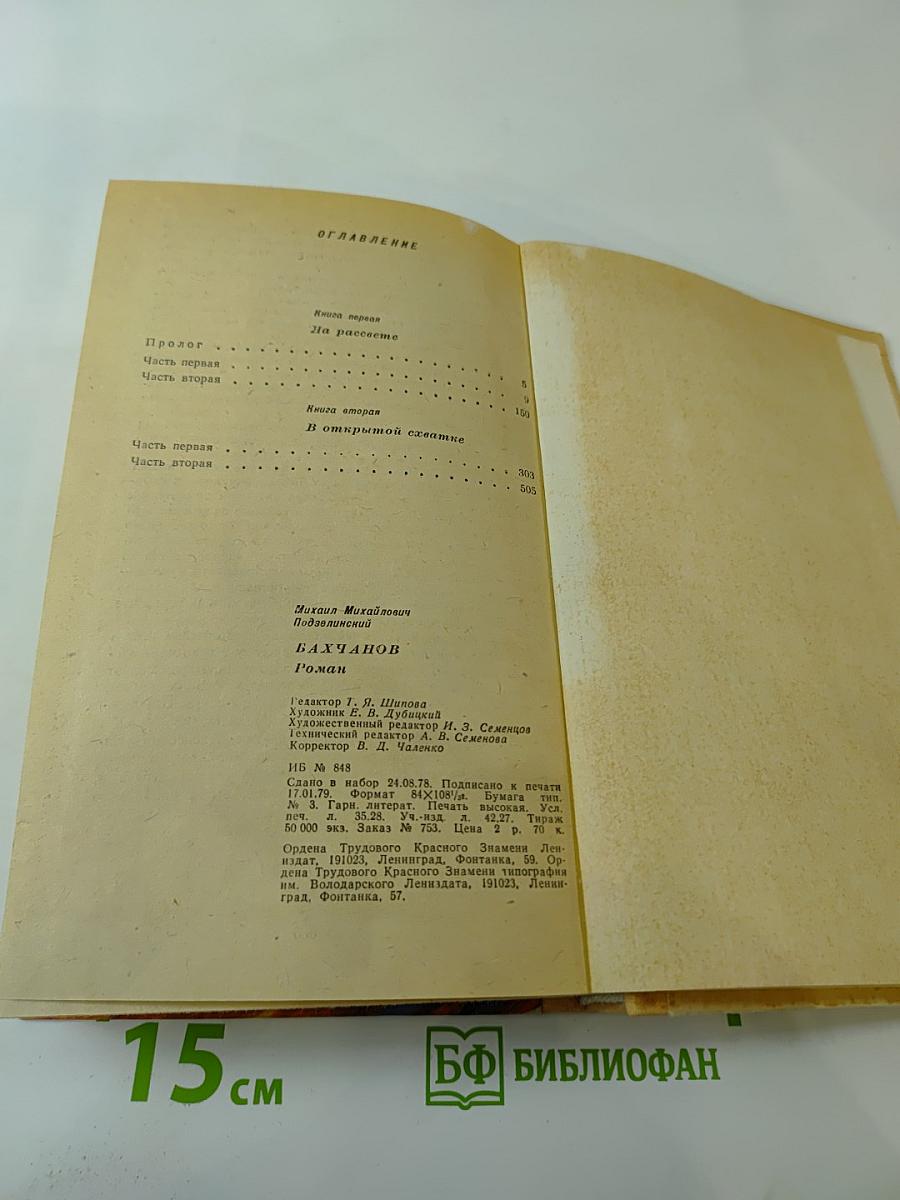 ОГЛАВЛЕНИЕ
Книга первая
На рассвете
Пролог . . . . . . . . . . . . . . . . . 5
Часть первая . . . . . . . . . . . . . . . . 9
Часть вторая . . . . . . . . . . . . . . . . 150
Книга вторая
В открытой схватке
Часть первая . . . . . . . . . . . . . . . . 303
Часть вторая . . . . . . . . . . . . . . . . 505
Михаил Михайлович
Подзелинский
БАХЧАНОВ
Роман
Редактор Т. Я. Шипова
Художник Е. В. Дубицкий
Художественный редактор И. З. Семенцов
Технический редактор А. В. Семенова
Корректор В. Д. Чаленко
ИБ № 848
Сдано в набор 24.08.78. Подписано к печати
17.01.79. Формат 84×108¹/₃₂. Бумага тип.
№ 3. Гарн. литерат. Печать высокая. Усл.
печ. л. 35.28. Уч.-изд. л. 42,27. Тираж
50 000 экз. Заказ № 753. Цена 2 р. 70 к.
Ордена Трудового Красного Знамени Лен-
издат, 191023, Ленинград, Фонтанка, 59. Ор-
дена Трудового Красного Знамени типография
им. Володарского Лениздата, 191023, Ленин-
град, Фонтанка, 57.
15 см
БФ БИБЛИОФАН